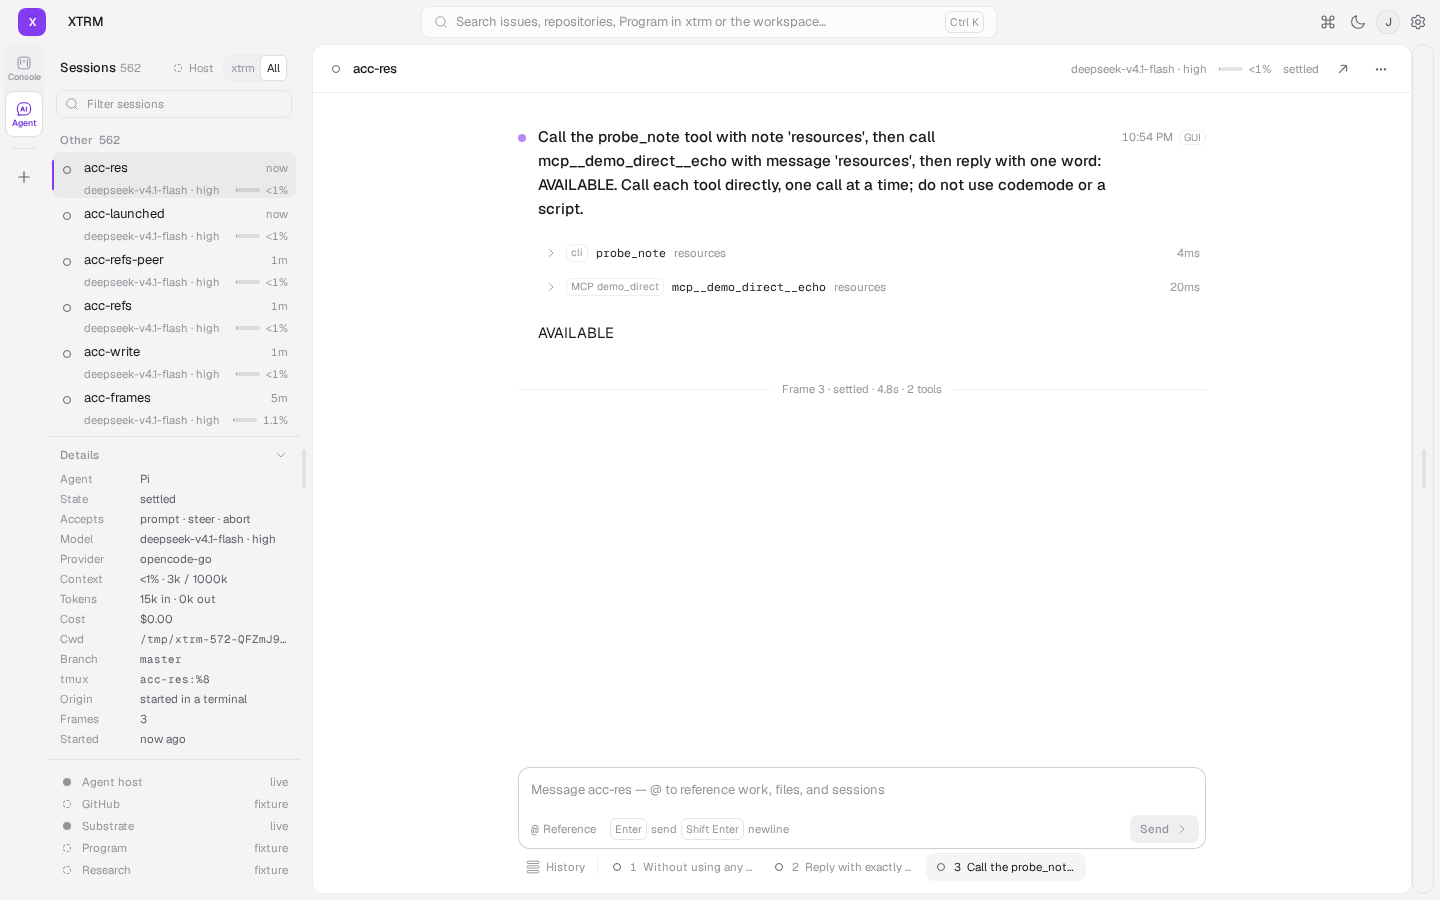 X
XTRM
Search issues, repositories, Program in xtrm or the workspace...
Ctrl K
J
Console
AI
Agent
Sessions 562
Host
xtrm
All
Filter sessions
Other 562
acc-res
now
deepseek-v4.1-flash · high
<1%
acc-launched
now
deepseek-v4.1-flash · high
<1%
acc-refs-peer
1m
deepseek-v4.1-flash · high
<1%
acc-refs
1m
deepseek-v4.1-flash · high
<1%
acc-write
1m
deepseek-v4.1-flash · high
<1%
acc-frames
5m
deepseek-v4.1-flash · high
1.1%
Details
Agent Pi
State settled
Accepts prompt · steer · abort
Model deepseek-v4.1-flash · high
Provider opencode-go
Context <1% · 3k / 1000k
Tokens 15k in · 0k out
Cost $0.00
Cwd /tmp/xtrm-572-QFZmJ9…
Branch master
tmux acc-res:%8
Origin started in a terminal
Frames 3
Started now ago
Agent host live
GitHub fixture
Substrate live
Program fixture
Research fixture
acc-res
deepseek-v4.1-flash · high
<1%
settled
Call the probe_note tool with note 'resources', then call
mcp__demo_direct__echo with message 'resources', then reply with one word:
AVAILABLE. Call each tool directly, one call at a time; do not use codemode or a
script.
10:54 PM GUI
cli probe_note resources 4ms
MCP demo_direct mcp__demo_direct__echo resources 20ms
AVAILABLE
Frame 3 · settled · 4.8s · 2 tools
Message acc-res — @ to reference work, files, and sessions
@ Reference Enter send Shift Enter newline
Send
History
1 Without using any …
2 Reply with exactly …
3 Call the probe_not…